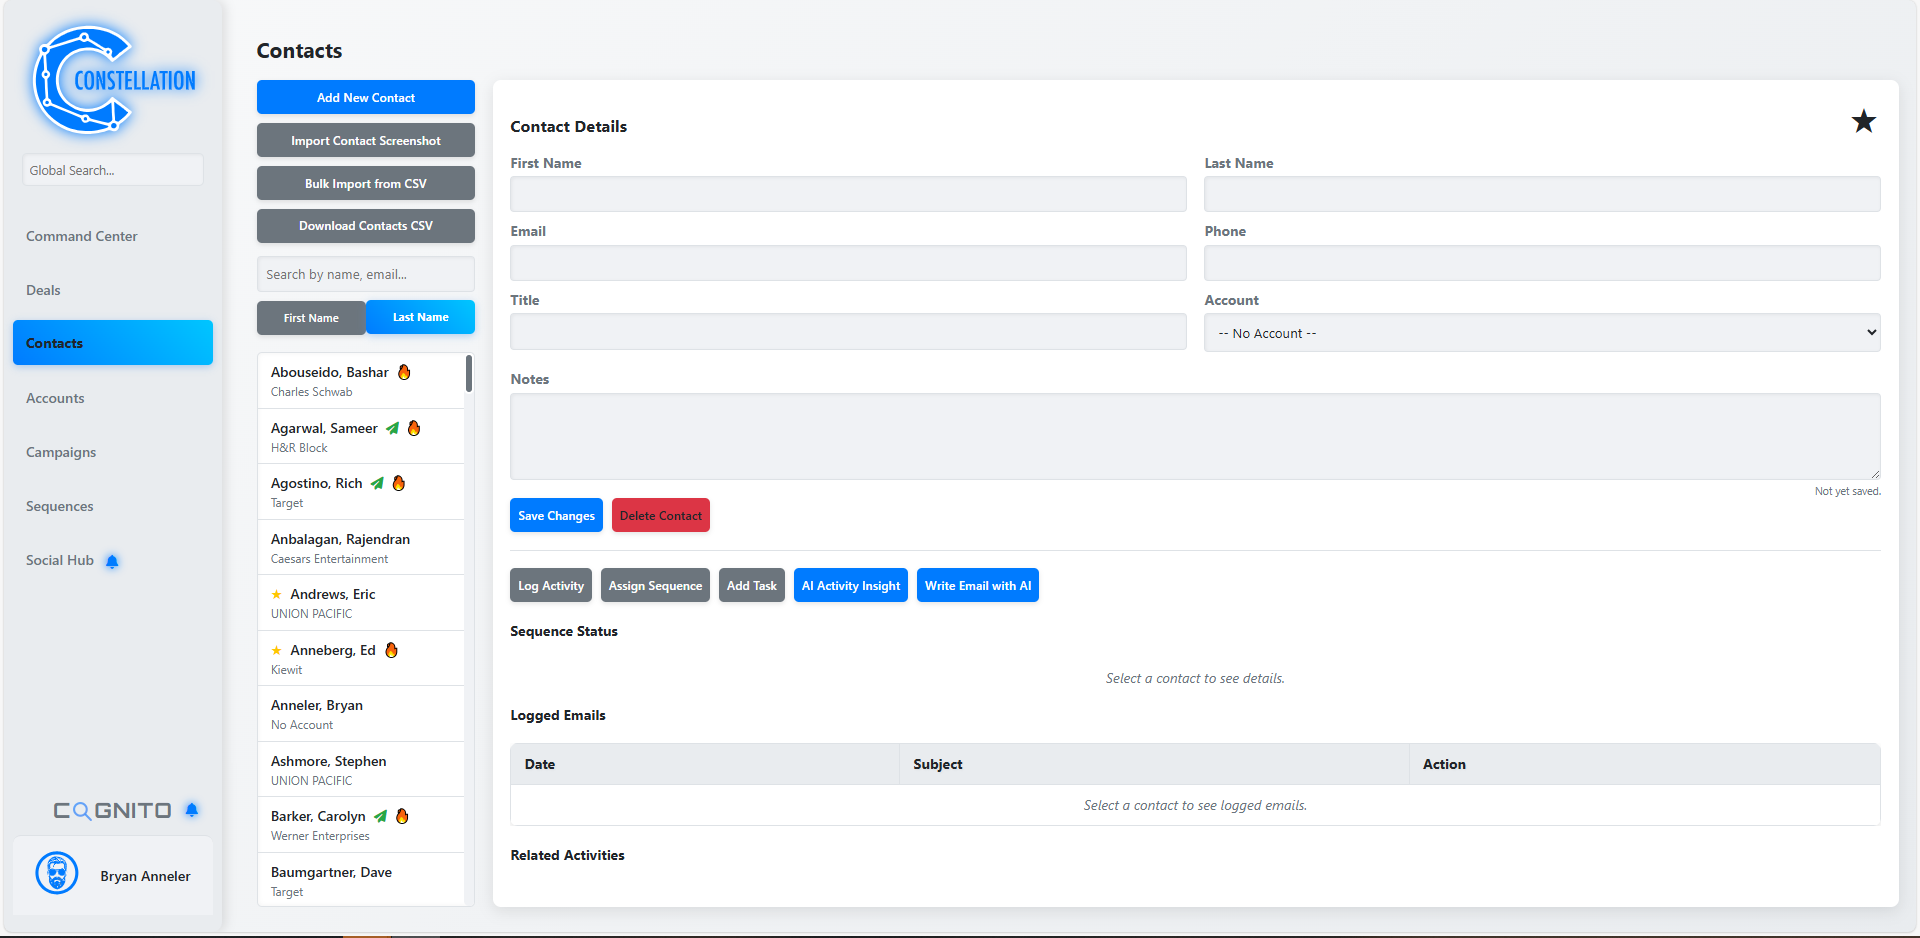 CONSTELLATION
Global Search...
Command Center
Deals
Contacts
Accounts
Campaigns
Sequences
Social Hub
COGNITO
Bryan Anneler
Contacts
Add New Contact
Import Contact Screenshot
Bulk Import from CSV
Download Contacts CSV
Search by name, email...
First Name
Last Name
Abouseido, Bashar
Charles Schwab
Agarwal, Sameer
H&R Block
Agostino, Rich
Target
Anbalagan, Rajendran
Caesars Entertainment
Andrews, Eric
UNION PACIFIC
Anneberg, Ed
Kiewit
Anneler, Bryan
No Account
Ashmore, Stephen
UNION PACIFIC
Barker, Carolyn
Werner Enterprises
Baumgartner, Dave
Target
Contact Details
First Name
Last Name
Email
Phone
Title
Account
-- No Account --
Notes
Not yet saved.
Save Changes
Delete Contact
Log Activity
Assign Sequence
Add Task
AI Activity Insight
Write Email with AI
Sequence Status
Select a contact to see details.
Logged Emails
Date
Subject
Action
Select a contact to see logged emails.
Related Activities